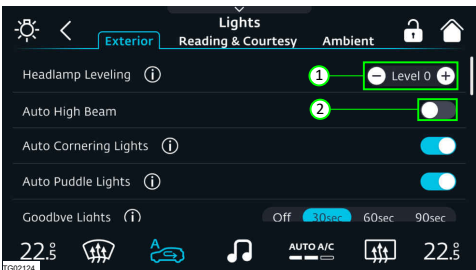 Lights
Exterior Reading & Courtesy Ambient
Headlamp Leveling i 1 Level 0
Auto High Beam 2
Auto Cornering Lights i
Auto Puddle Lights i
Goodbye Lights i Off 30sec 60sec 90sec
22.5 A AUTO A/C 22.5
TG02124